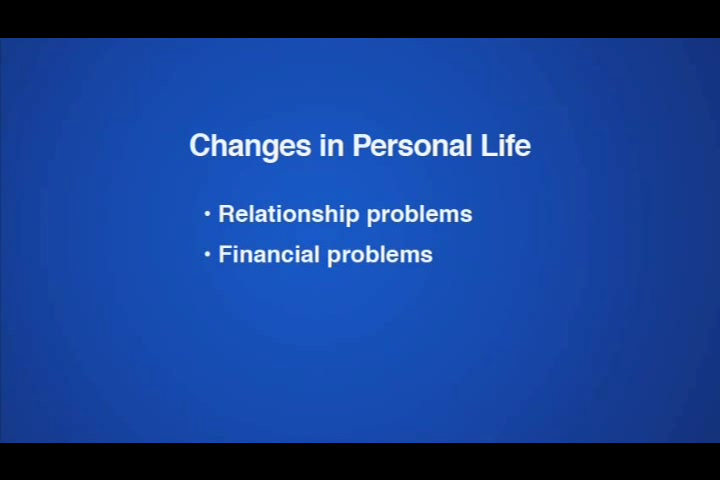 Changes in Personal Life
• Relationship problems
• Financial problems